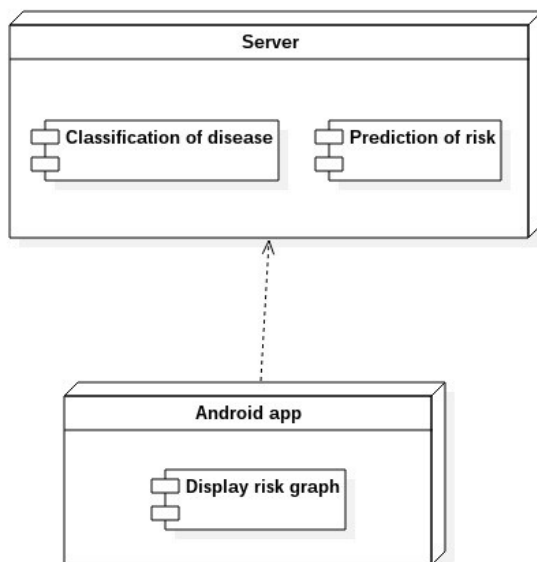 Server
Classification of disease
Prediction of risk
Android app
Display risk graph